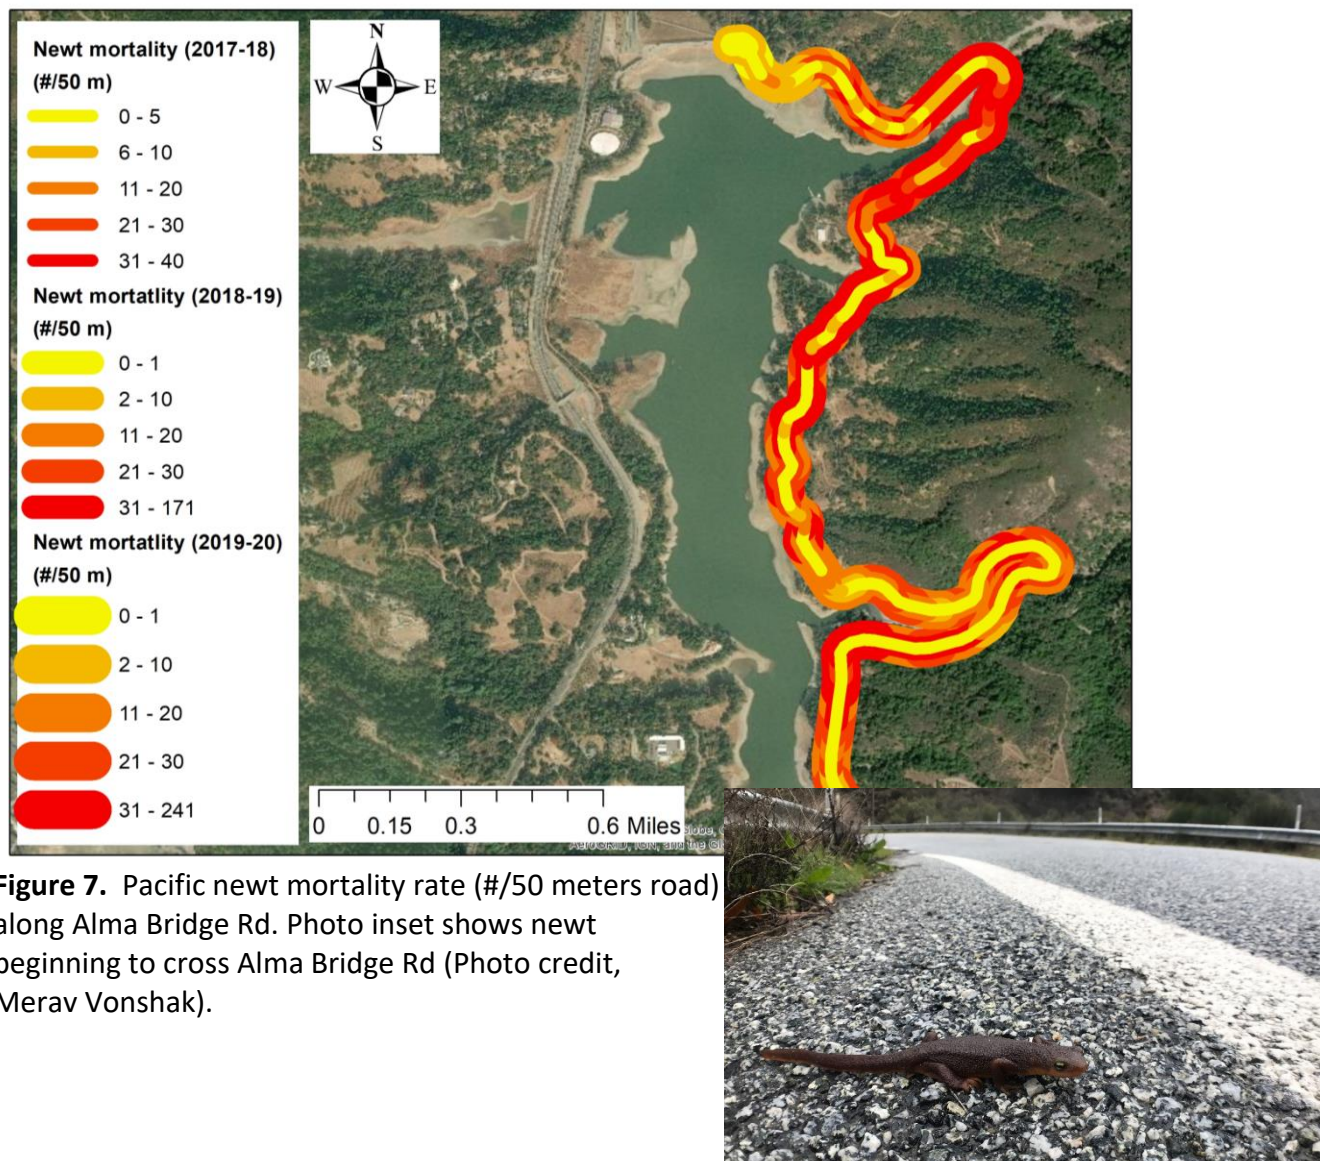 Newt mortality (2017-18)
(#/50 m)
0 - 5
6 - 10
11 - 20
21 - 30
31 - 40
Newt mortatlity (2018-19)
(#/50 m)
0 - 1
2 - 10
11 - 20
21 - 30
31 - 171
Newt mortatlity (2019-20)
(#/50 m)
0 - 1
2 - 10
11 - 20
21 - 30
31 - 241
N
W E
S
0 0.15 0.3 0.6 Miles
Figure 7. Pacific newt mortality rate (#/50 meters road)
along Alma Bridge Rd. Photo inset shows newt
beginning to cross Alma Bridge Rd (Photo credit,
Merav Vonshak).